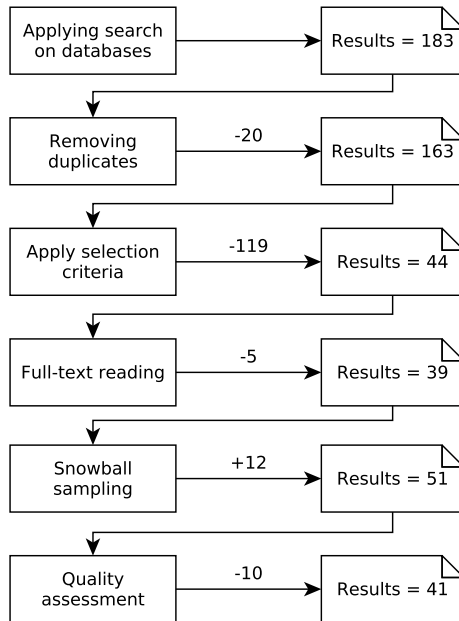 Applying search
on databases
Results = 183
Removing
duplicates
-20
Results = 163
Apply selection
criteria
-119
Results = 44
Full-text reading
-5
Results = 39
Snowball
sampling
+12
Results = 51
Quality
assessment
-10
Results = 41